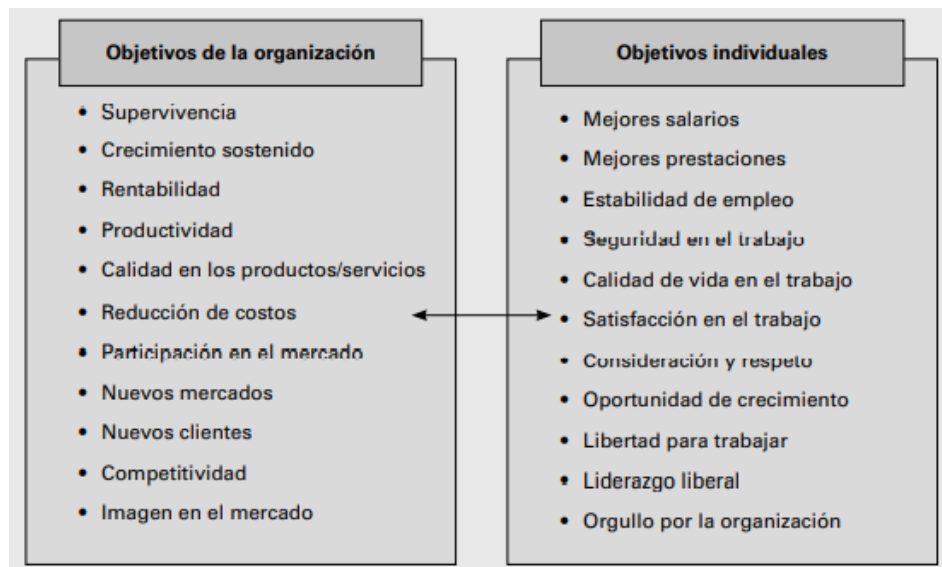 Objetivos de la organización
• Supervivencia
• Crecimiento sostenido
• Rentabilidad
• Productividad
• Calidad en los productos/servicios
• Reducción de costos
• Participación en el mercado
• Nuevos mercados
• Nuevos clientes
• Competitividad
• Imagen en el mercado
Objetivos individuales
• Mejores salarios
• Mejores prestaciones
• Estabilidad de empleo
• Seguridad en el trabajo
• Calidad de vida en el trabajo
• Satisfacción en el trabajo
• Consideración y respeto
• Oportunidad de crecimiento
• Libertad para trabajar
• Liderazgo liberal
• Orgullo por la organización